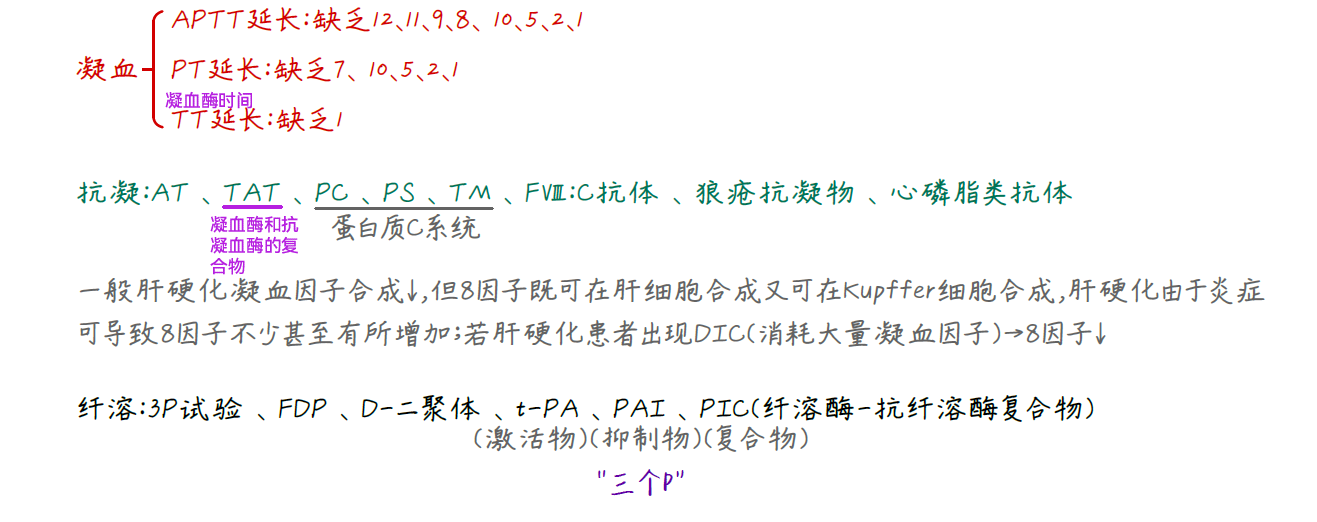 APTT延长:缺乏12、11、9、8、10、5、2、1
凝血
PT延长:缺乏7、10、5、2、1
凝血酶时间
TT延长:缺乏1
抗凝:AT、TAT、PC、PS、TM、FVⅢ:C抗体、狼疮抗凝物、心磷脂类抗体
凝血酶和抗
凝血酶的复
合物
蛋白质C系统
一般肝硬化凝血因子合成↓,但8因子既可在肝细胞合成又可在Kupffer细胞合成,肝硬化由于炎症
可导致8因子不少甚至有所增加;若肝硬化患者出现DIC(消耗大量凝血因子)→8因子↓
纤溶:3P试验、FDP、D-二聚体、t-PA、PAI、PIC(纤溶酶-抗纤溶酶复合物)
(激活物)(抑制物)(复合物)
"三个P"